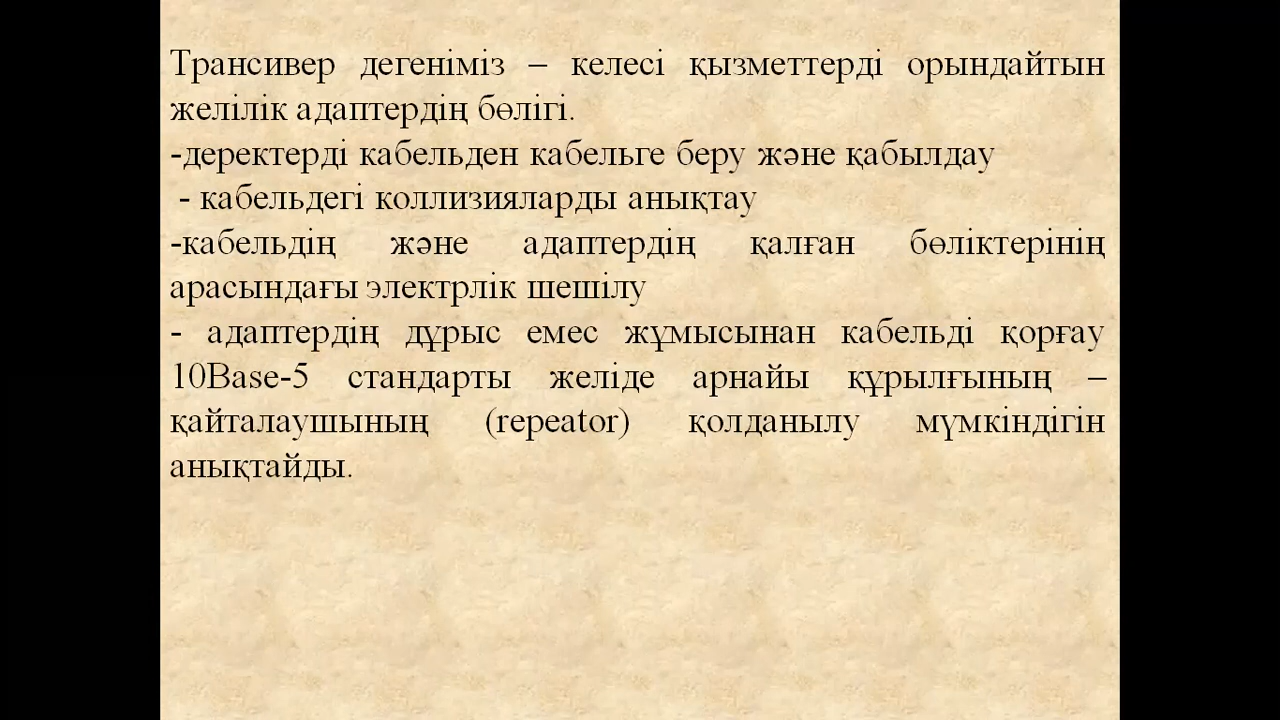 Трансивер дегеніміз – келесі қызметтерді орындайтын
желілік адаптердің бөлігі.
-деректерді кабельден кабельге беру және қабылдау
- кабельдегі коллизияларды анықтау
-кабельдің және адаптердің қалған бөліктерінің
арасындағы электрлік шешілу
- адаптердің дұрыс емес жұмысынан кабельді қорғау
10Base-5 стандарты желіде арнайы құрылғының –
қайталаушының (repeator) қолданылу мүмкіндігін
анықтайды.